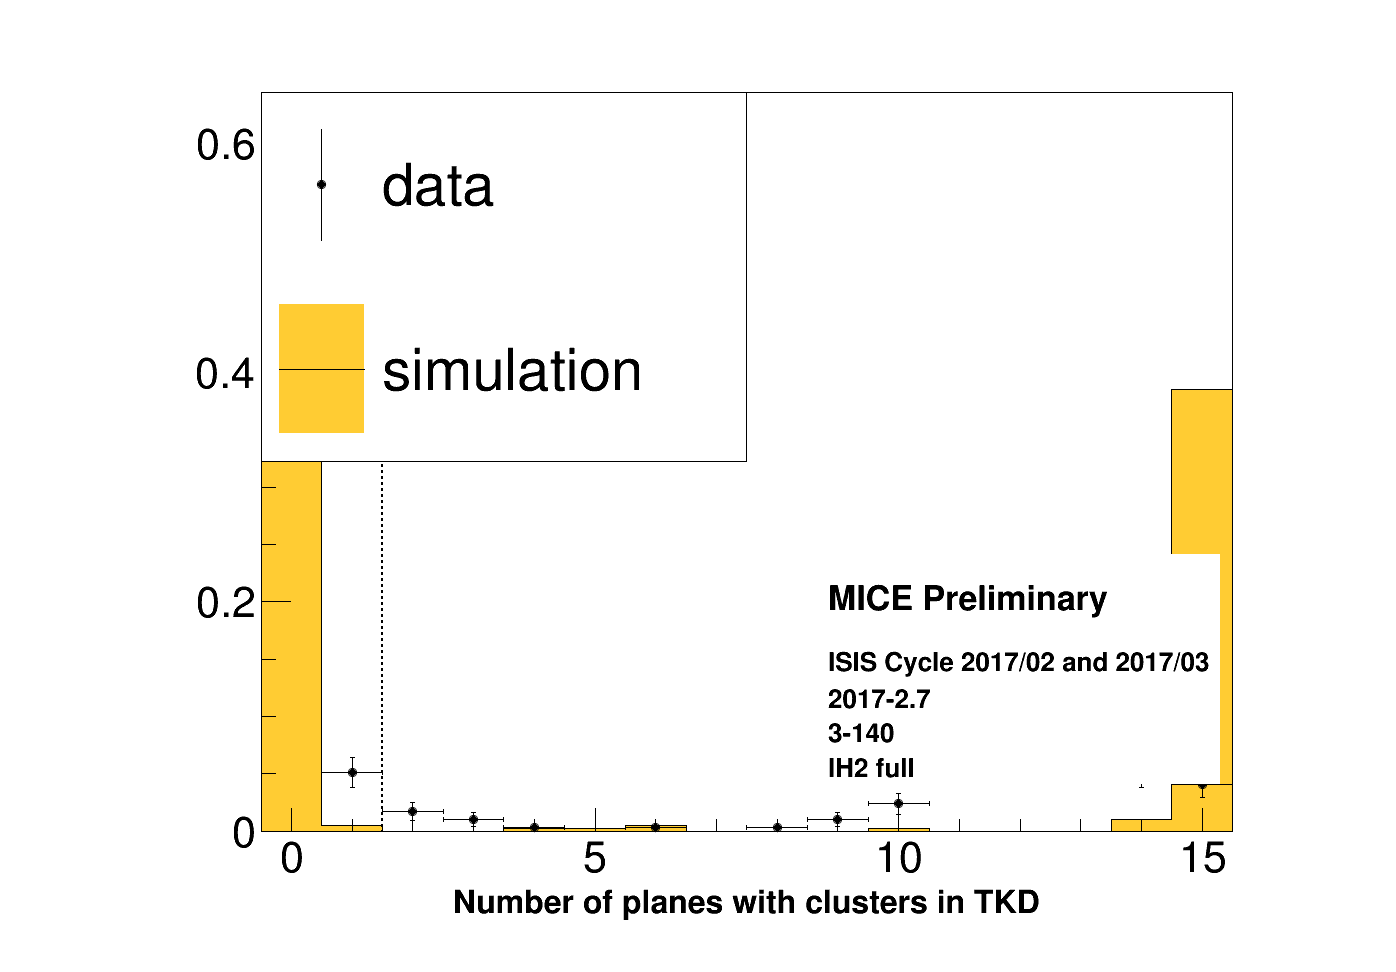 0.6
data
0.4
simulation
0.2
MICE Preliminary
ISIS Cycle 2017/02 and 2017/03
2017-2.7
3-140
IH2 full
0
0 5 10 15
Number of planes with clusters in TKD